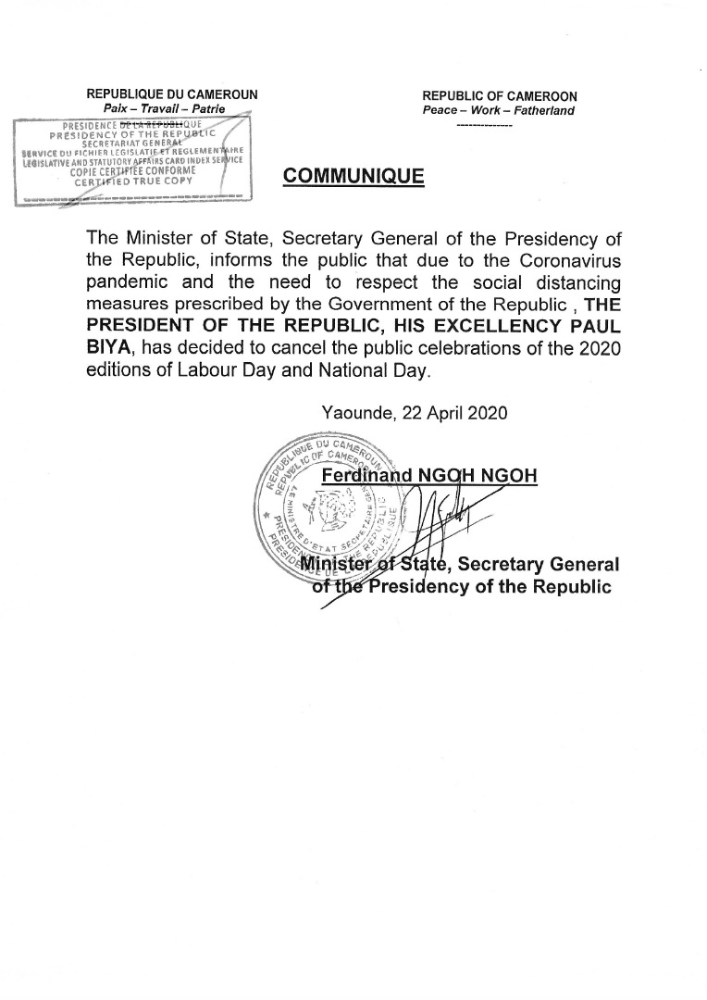 REPUBLIQUE DU CAMEROUN
Paix – Travail – Patrie
REPUBLIC OF CAMEROON
Peace – Work – Fatherland
--------------
PRESIDENCE DE LA REPUBLIQUE
PRESIDENCY OF THE REPUBLIC
SECRETARIAT GENERAL
SERVICE DU FICHIER LEGISLATIF ET REGLEMENTAIRE
LEGISLATIVE AND STATUTORY AFFAIRS CARD INDEX SERVICE
COPIE CERTIFIEE CONFORME
CERTIFIED TRUE COPY
COMMUNIQUE
The Minister of State, Secretary General of the Presidency of
the Republic, informs the public that due to the Coronavirus
pandemic and the need to respect the social distancing
measures prescribed by the Government of the Republic , THE
PRESIDENT OF THE REPUBLIC, HIS EXCELLENCY PAUL
BIYA, has decided to cancel the public celebrations of the 2020
editions of Labour Day and National Day.
Yaounde, 22 April 2020
REPUBLIQUE DU CAMEROUN
REPUBLIC OF CAMEROON
LE MINISTRE D'ETAT SECRETAIRE
PRESIDENCY OF THE REPUBLIC
PRESIDENCE DE LA REPUBLIQUE
Ferdinand NGOH NGOH
Minister of State, Secretary General
of the Presidency of the Republic